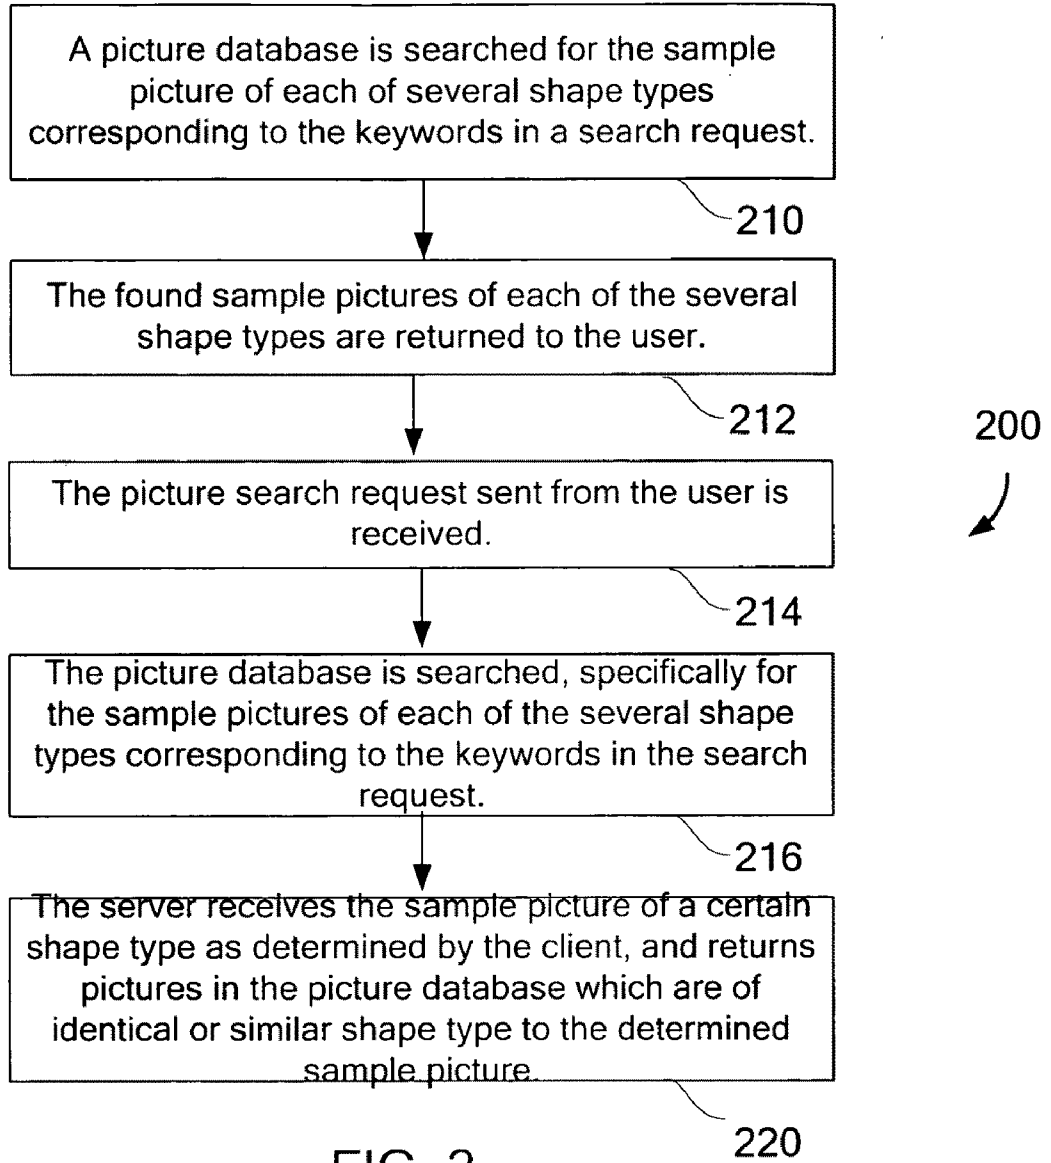 A picture database is searched for the sample
picture of each of several shape types
corresponding to the keywords in a search request.
210
The found sample pictures of each of the several
shape types are returned to the user.
212
200
The picture search request sent from the user is
received.
214
The picture database is searched, specifically for
the sample pictures of each of the several shape
types corresponding to the keywords in the search
request.
216
The server receives the sample picture of a certain
shape type as determined by the client, and returns
pictures in the picture database which are of
identical or similar shape type to the determined
sample picture.
220
FIG.